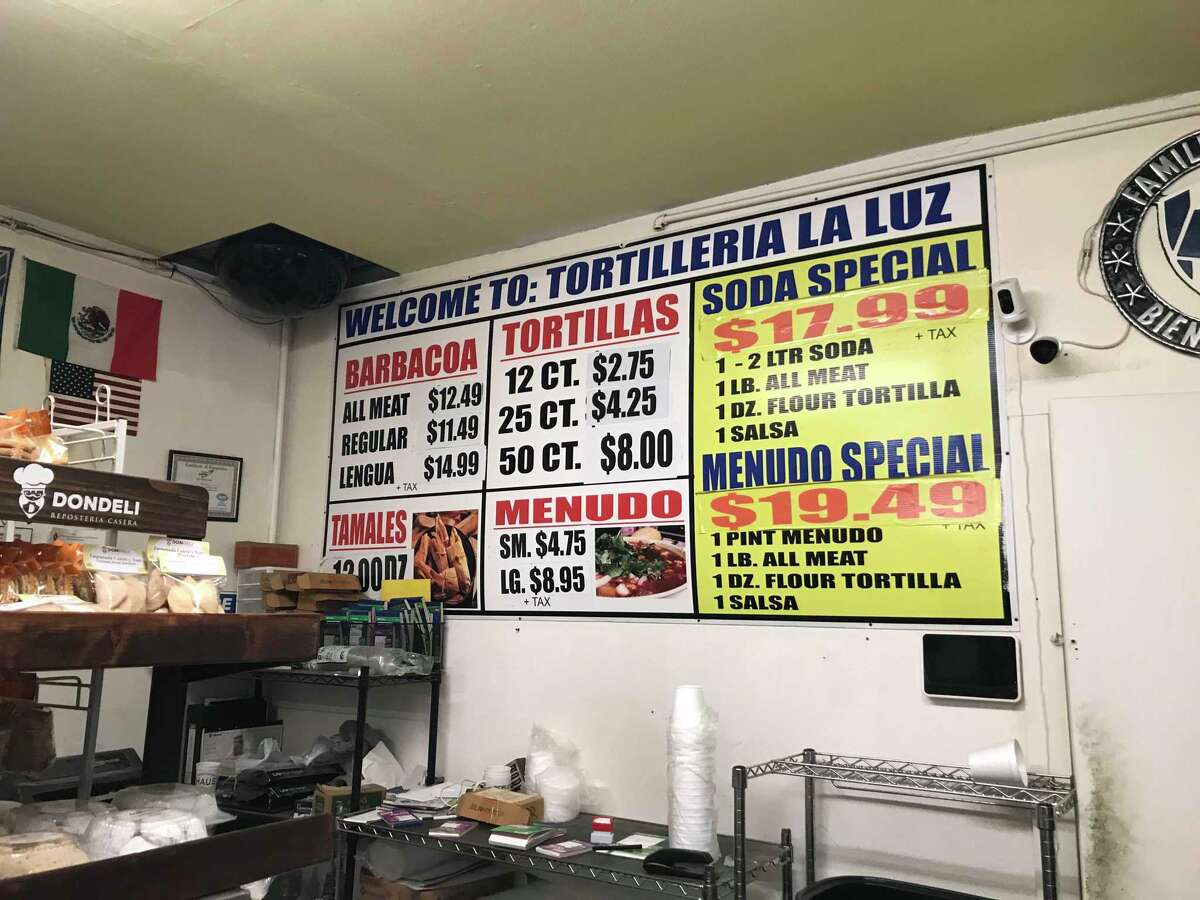 WELCOME TO: TORTILLERIA LA LUZ
BARBACOA
ALL MEAT $12.49
REGULAR $11.49
LENGUA $14.99
+ TAX
TORTILLAS
12 CT. $2.75
25 CT. $4.25
50 CT. $8.00
TAMALES
12.00DZ
MENUDO
SM. $4.75
LG. $8.95
+ TAX
SODA SPECIAL
$17.99
+ TAX
1 - 2 LTR SODA
1 LB. ALL MEAT
1 DZ. FLOUR TORTILLA
1 SALSA
MENUDO SPECIAL
$19.49
+TAX
1 PINT MENUDO
1 LB. ALL MEAT
1 DZ. FLOUR TORTILLA
1 SALSA
DONDELI
REPOSTERIA CASERA
FAMIL
BIEN